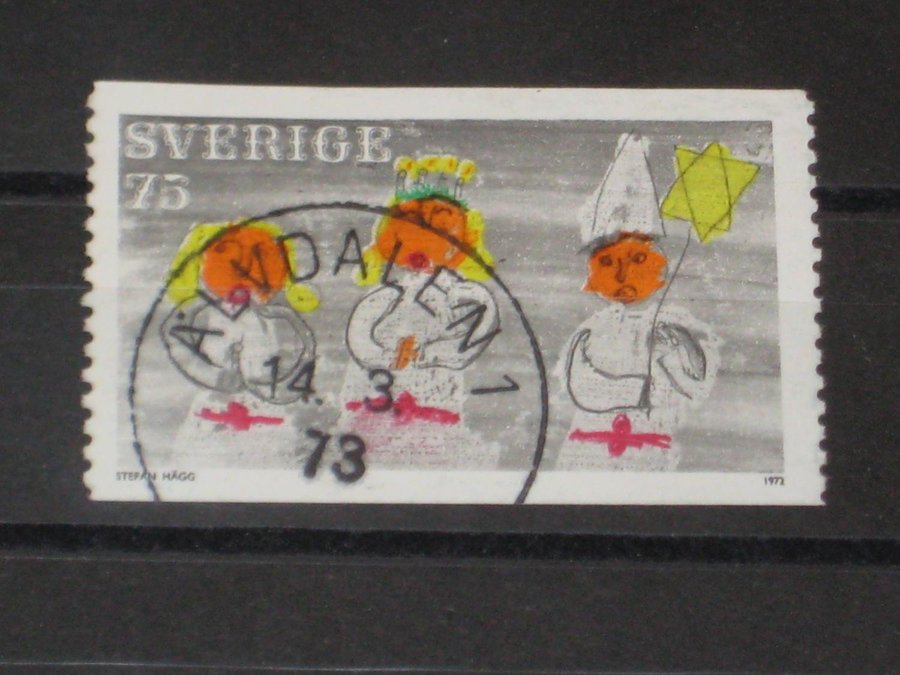 SVERIGE
75
ÄLVDALEN 1
14. 3.
73
STEFAN HÄGG
1972